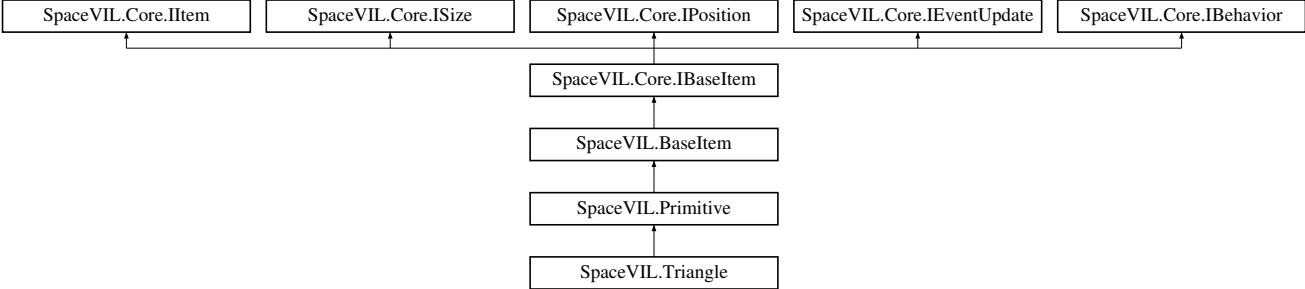 SpaceVIL.Core.IItem
SpaceVIL.Core.ISize
SpaceVIL.Core.IPosition
SpaceVIL.Core.IEventUpdate
SpaceVIL.Core.IBehavior
SpaceVIL.Core.IBaseItem
SpaceVIL.BaseItem
SpaceVIL.Primitive
SpaceVIL.Triangle